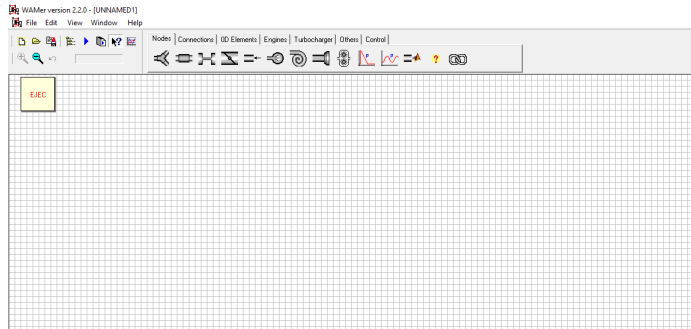 WAMer version 2.2.0 - [UNNAMED1]
File Edit View Window Help
Nodes Connections 0D Elements Engines Turbocharger Others Control
P P ?
EJEC